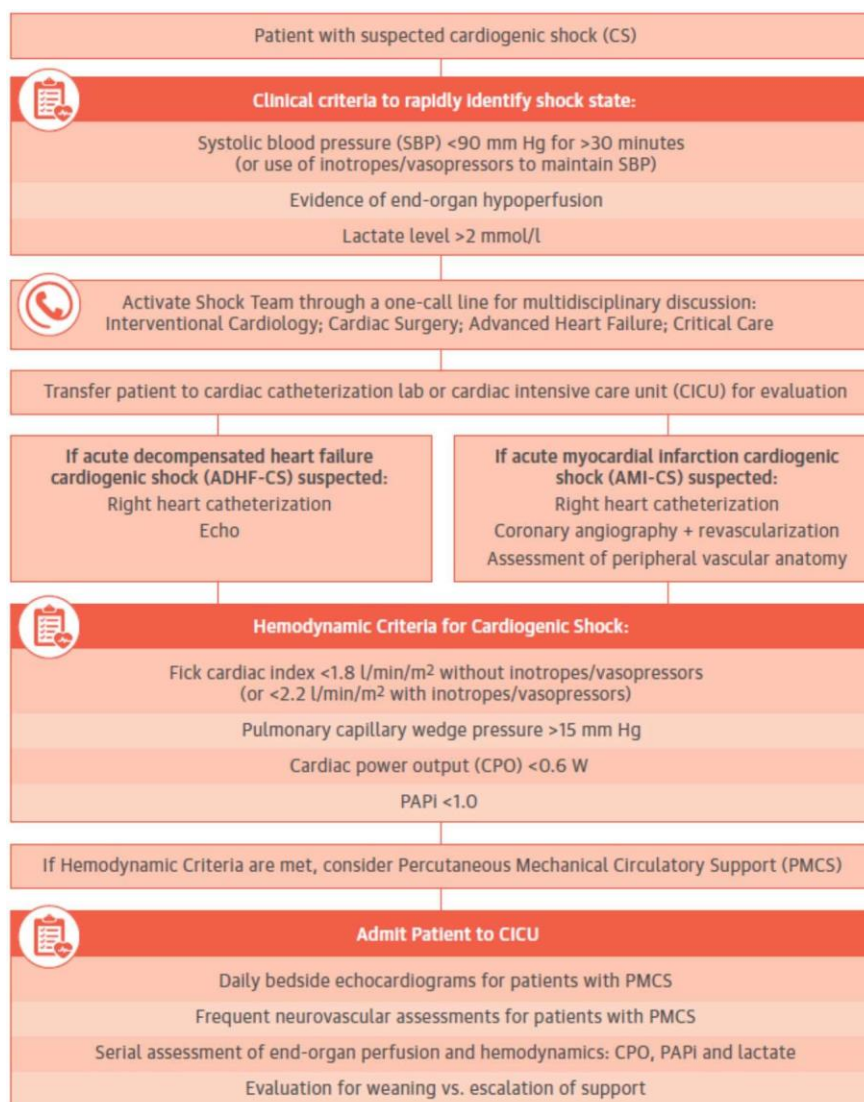 Patient with suspected cardiogenic shock (CS)
Clinical criteria to rapidly identify shock state:
Systolic blood pressure (SBP) <90 mm Hg for >30 minutes
(or use of inotropes/vasopressors to maintain SBP)
Evidence of end-organ hypoperfusion
Lactate level >2 mmol/l
Activate Shock Team through a one-call line for multidisciplinary discussion:
Interventional Cardiology; Cardiac Surgery; Advanced Heart Failure; Critical Care
Transfer patient to cardiac catheterization lab or cardiac intensive care unit (CICU) for evaluation
If acute decompensated heart failure
cardiogenic shock (ADHF-CS) suspected:
Right heart catheterization
Echo
If acute myocardial infarction cardiogenic
shock (AMI-CS) suspected:
Right heart catheterization
Coronary angiography + revascularization
Assessment of peripheral vascular anatomy
Hemodynamic Criteria for Cardiogenic Shock:
Fick cardiac index <1.8 l/min/m² without inotropes/vasopressors
(or <2.2 l/min/m² with inotropes/vasopressors)
Pulmonary capillary wedge pressure >15 mm Hg
Cardiac power output (CPO) <0.6 W
PAPi <1.0
If Hemodynamic Criteria are met, consider Percutaneous Mechanical Circulatory Support (PMCS)
Admit Patient to CICU
Daily bedside echocardiograms for patients with PMCS
Frequent neurovascular assessments for patients with PMCS
Serial assessment of end-organ perfusion and hemodynamics: CPO, PAPi and lactate
Evaluation for weaning vs. escalation of support